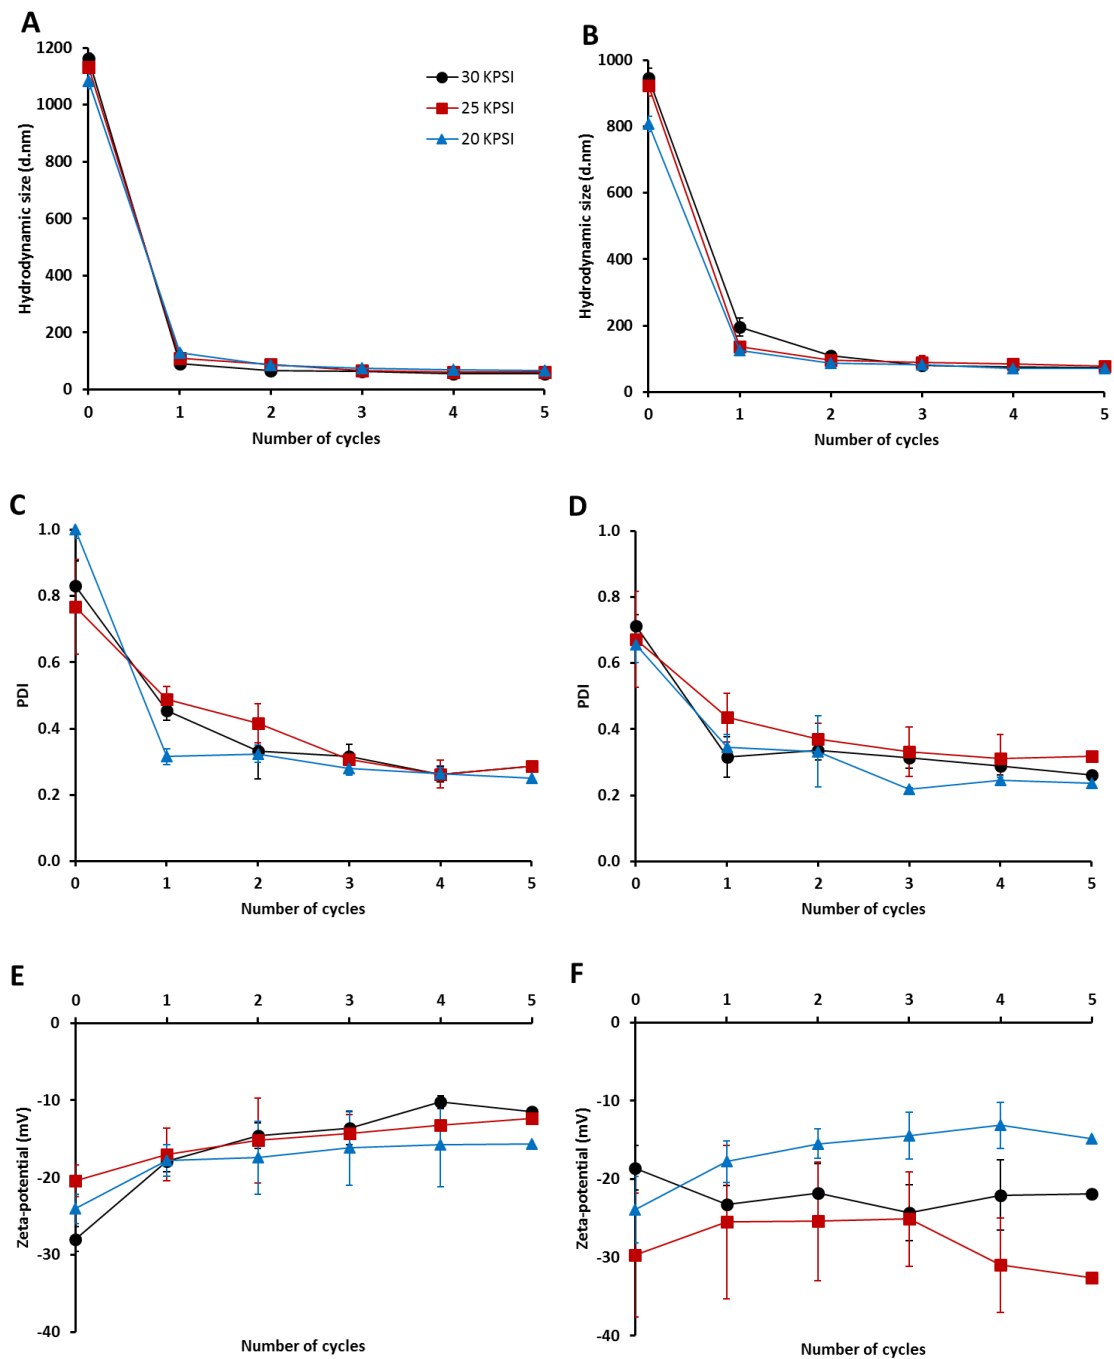 A
B
1200
1000
800
600
400
200
0
Hydrodynamic size (d.nm)
30 KPSI
25 KPSI
20 KPSI
0 1 2 3 4 5
Number of cycles
1000
800
600
400
200
0
Hydrodynamic size (d.nm)
0 1 2 3 4 5
Number of cycles
C
D
1.0
0.8
0.6
0.4
0.2
0.0
PDI
0 1 2 3 4 5
Number of cycles
1.0
0.8
0.6
0.4
0.2
0.0
PDI
0 1 2 3 4 5
Number of cycles
E
F
0 1 2 3 4 5
0
-10
-20
-30
-40
Zeta-potential (mV)
Number of cycles
0 1 2 3 4 5
0
-10
-20
-30
-40
Zeta-potential (mV)
Number of cycles